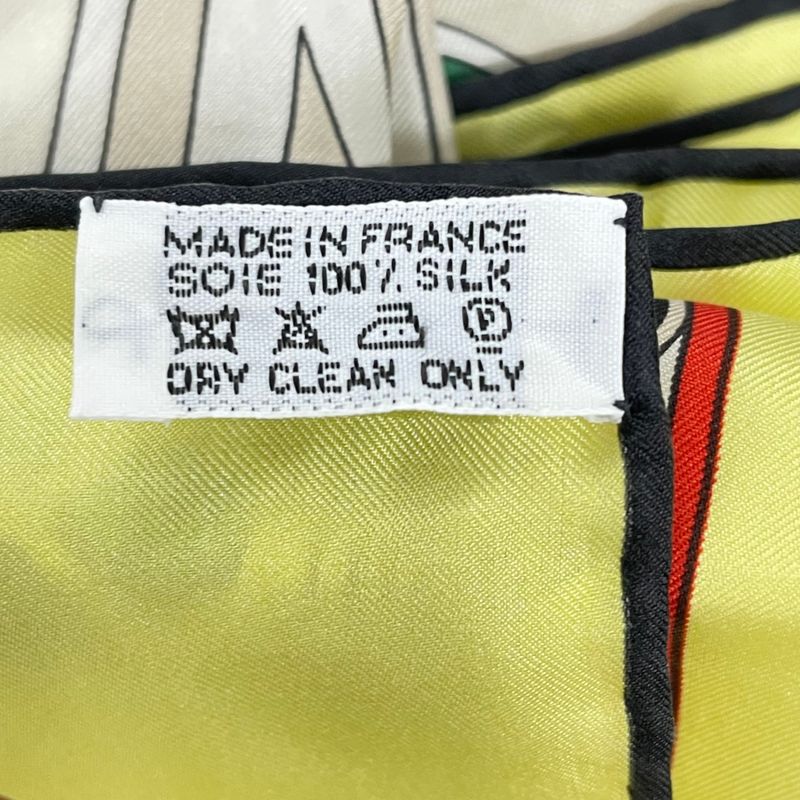 MADE IN FRANCE
SOIE 100% SILK
P
DRY CLEAN ONLY